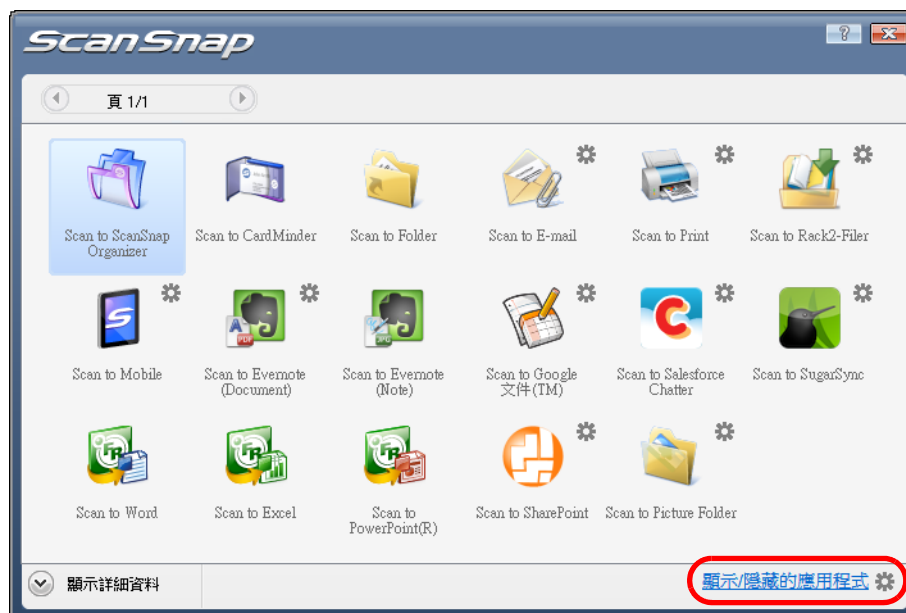 ScanSnap
?
頁 1/1
Scan to ScanSnap
Organizer
Scan to CardMinder
Scan to Folder
Scan to E-mail
Scan to Print
Scan to Rack2-Filer
Scan to Mobile
Scan to Evernote
(Document)
Scan to Evernote
(Note)
Scan to Google
文件(TM)
Scan to Salesforce
Chatter
Scan to SugarSync
Scan to Word
Scan to Excel
Scan to
PowerPoint(R)
Scan to SharePoint
Scan to Picture Folder
顯示詳細資料
顯示/隱藏的應用程式